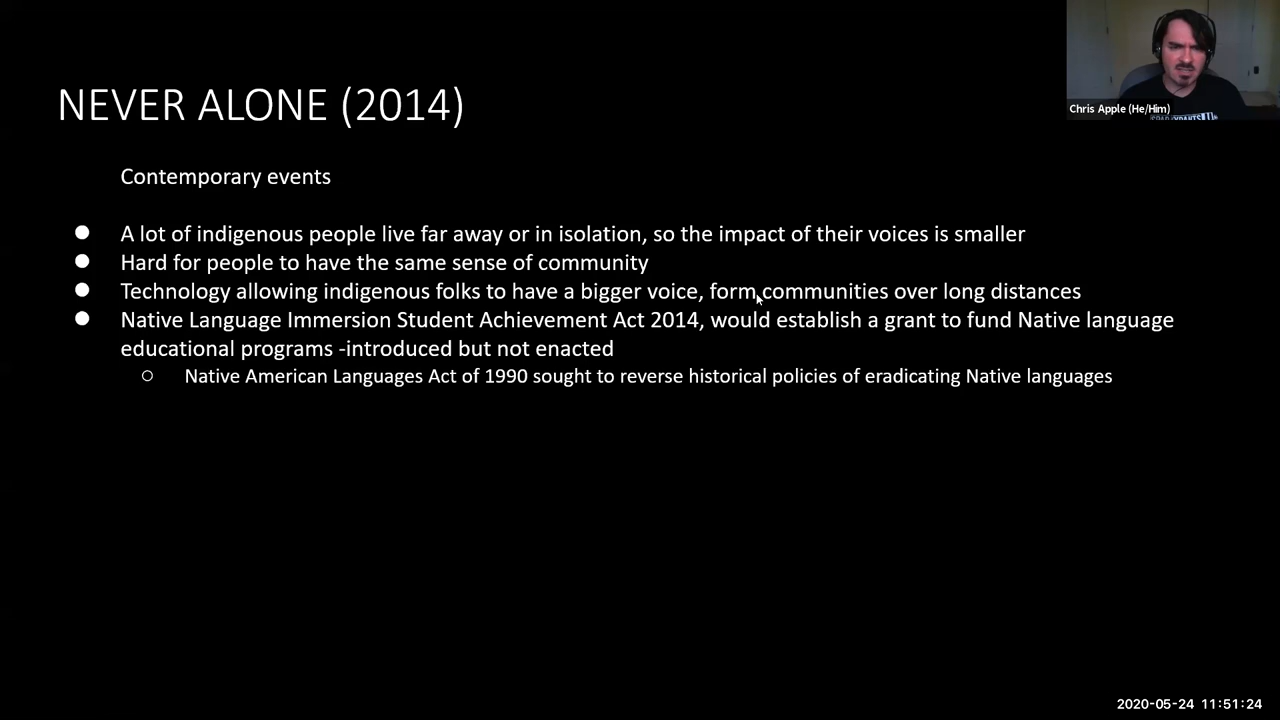 NEVER ALONE (2014)
Chris Apple (He/Him)
Contemporary events
● A lot of indigenous people live far away or in isolation, so the impact of their voices is smaller
● Hard for people to have the same sense of community
● Technology allowing indigenous folks to have a bigger voice, form communities over long distances
● Native Language Immersion Student Achievement Act 2014, would establish a grant to fund Native language
educational programs -introduced but not enacted
○ Native American Languages Act of 1990 sought to reverse historical policies of eradicating Native languages
2020-05-24 11:51:24